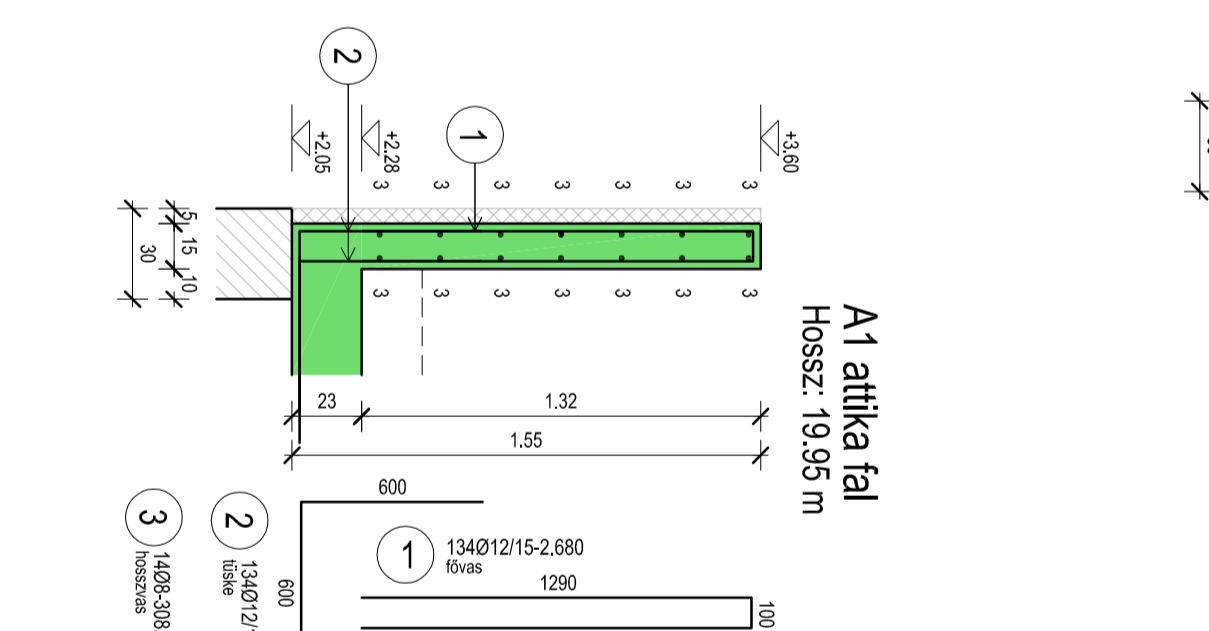 2
1
+2.05
+2.28
+3.60
3 3 3 3 3 3 3
5
15
10
30
3 3 3 3 3 3 3
A1 attika fal
Hossz: 19.95 m
23
1.32
1.55
600
1
134Ø12/15-2.680
fővas
1290
100
600
2
134Ø12/
tüske
3
14Ø8-308.
hosszvas